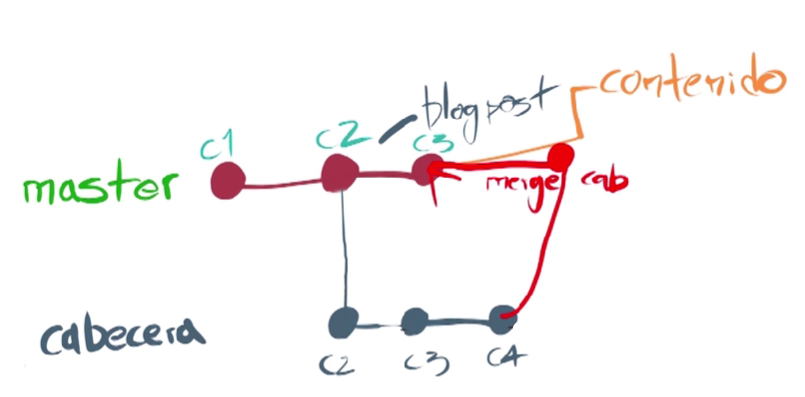 contenido
blogpost
c1
c2
c3
master
merge
cab
cabecera
c2
c3
c4